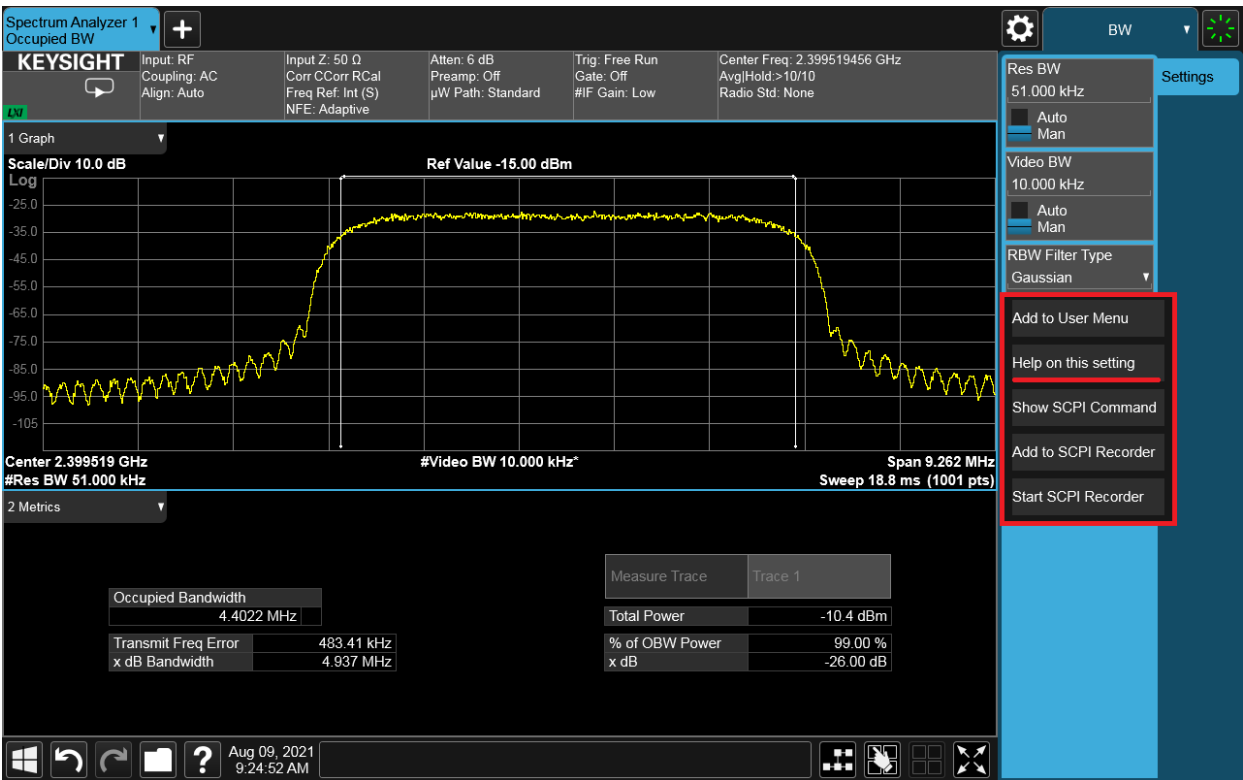 Spectrum Analyzer 1
Occupied BW
BW
KEYSIGHT
LXI
Input: RF
Coupling: AC
Align: Auto
Input Z: 50 Ω
Corr CCorr RCal
Freq Ref: Int (S)
NFE: Adaptive
Atten: 6 dB
Preamp: Off
µW Path: Standard
Trig: Free Run
Gate: Off
#IF Gain: Low
Center Freq: 2.399519456 GHz
Avg|Hold:>10/10
Radio Std: None
Res BW
51.000 kHz
Auto
Man
Video BW
10.000 kHz
Auto
Man
RBW Filter Type
Gaussian
Settings
Add to User Menu
Help on this setting
Show SCPI Command
Add to SCPI Recorder
Start SCPI Recorder
1 Graph
Scale/Div 10.0 dB
Ref Value -15.00 dBm
Log
-25.0
-35.0
-45.0
-55.0
-65.0
-75.0
-85.0
-95.0
-105
Center 2.399519 GHz
#Video BW 10.000 kHz*
Span 9.262 MHz
#Res BW 51.000 kHz
Sweep 18.8 ms (1001 pts)
2 Metrics
Measure Trace Trace 1
Occupied Bandwidth
4.4022 MHz
Total Power -10.4 dBm
Transmit Freq Error 483.41 kHz
% of OBW Power 99.00 %
x dB Bandwidth 4.937 MHz
x dB -26.00 dB
?
Aug 09, 2021
9:24:52 AM